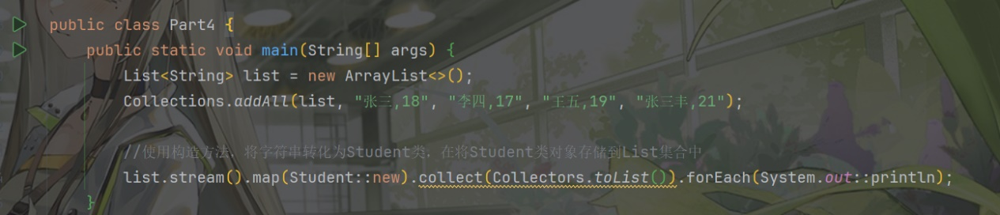 public class Part4 {
public static void main(String[] args) {
List<String> list = new ArrayList<>();
Collections.addAll(list, "张三,18", "李四,17", "王五,19", "张三丰,21");
//使用构造方法，将字符串转化为Student类，在将Student类对象存储到List集合中
list.stream().map(Student::new).collect(Collectors.toList()).forEach(System.out::println);
}